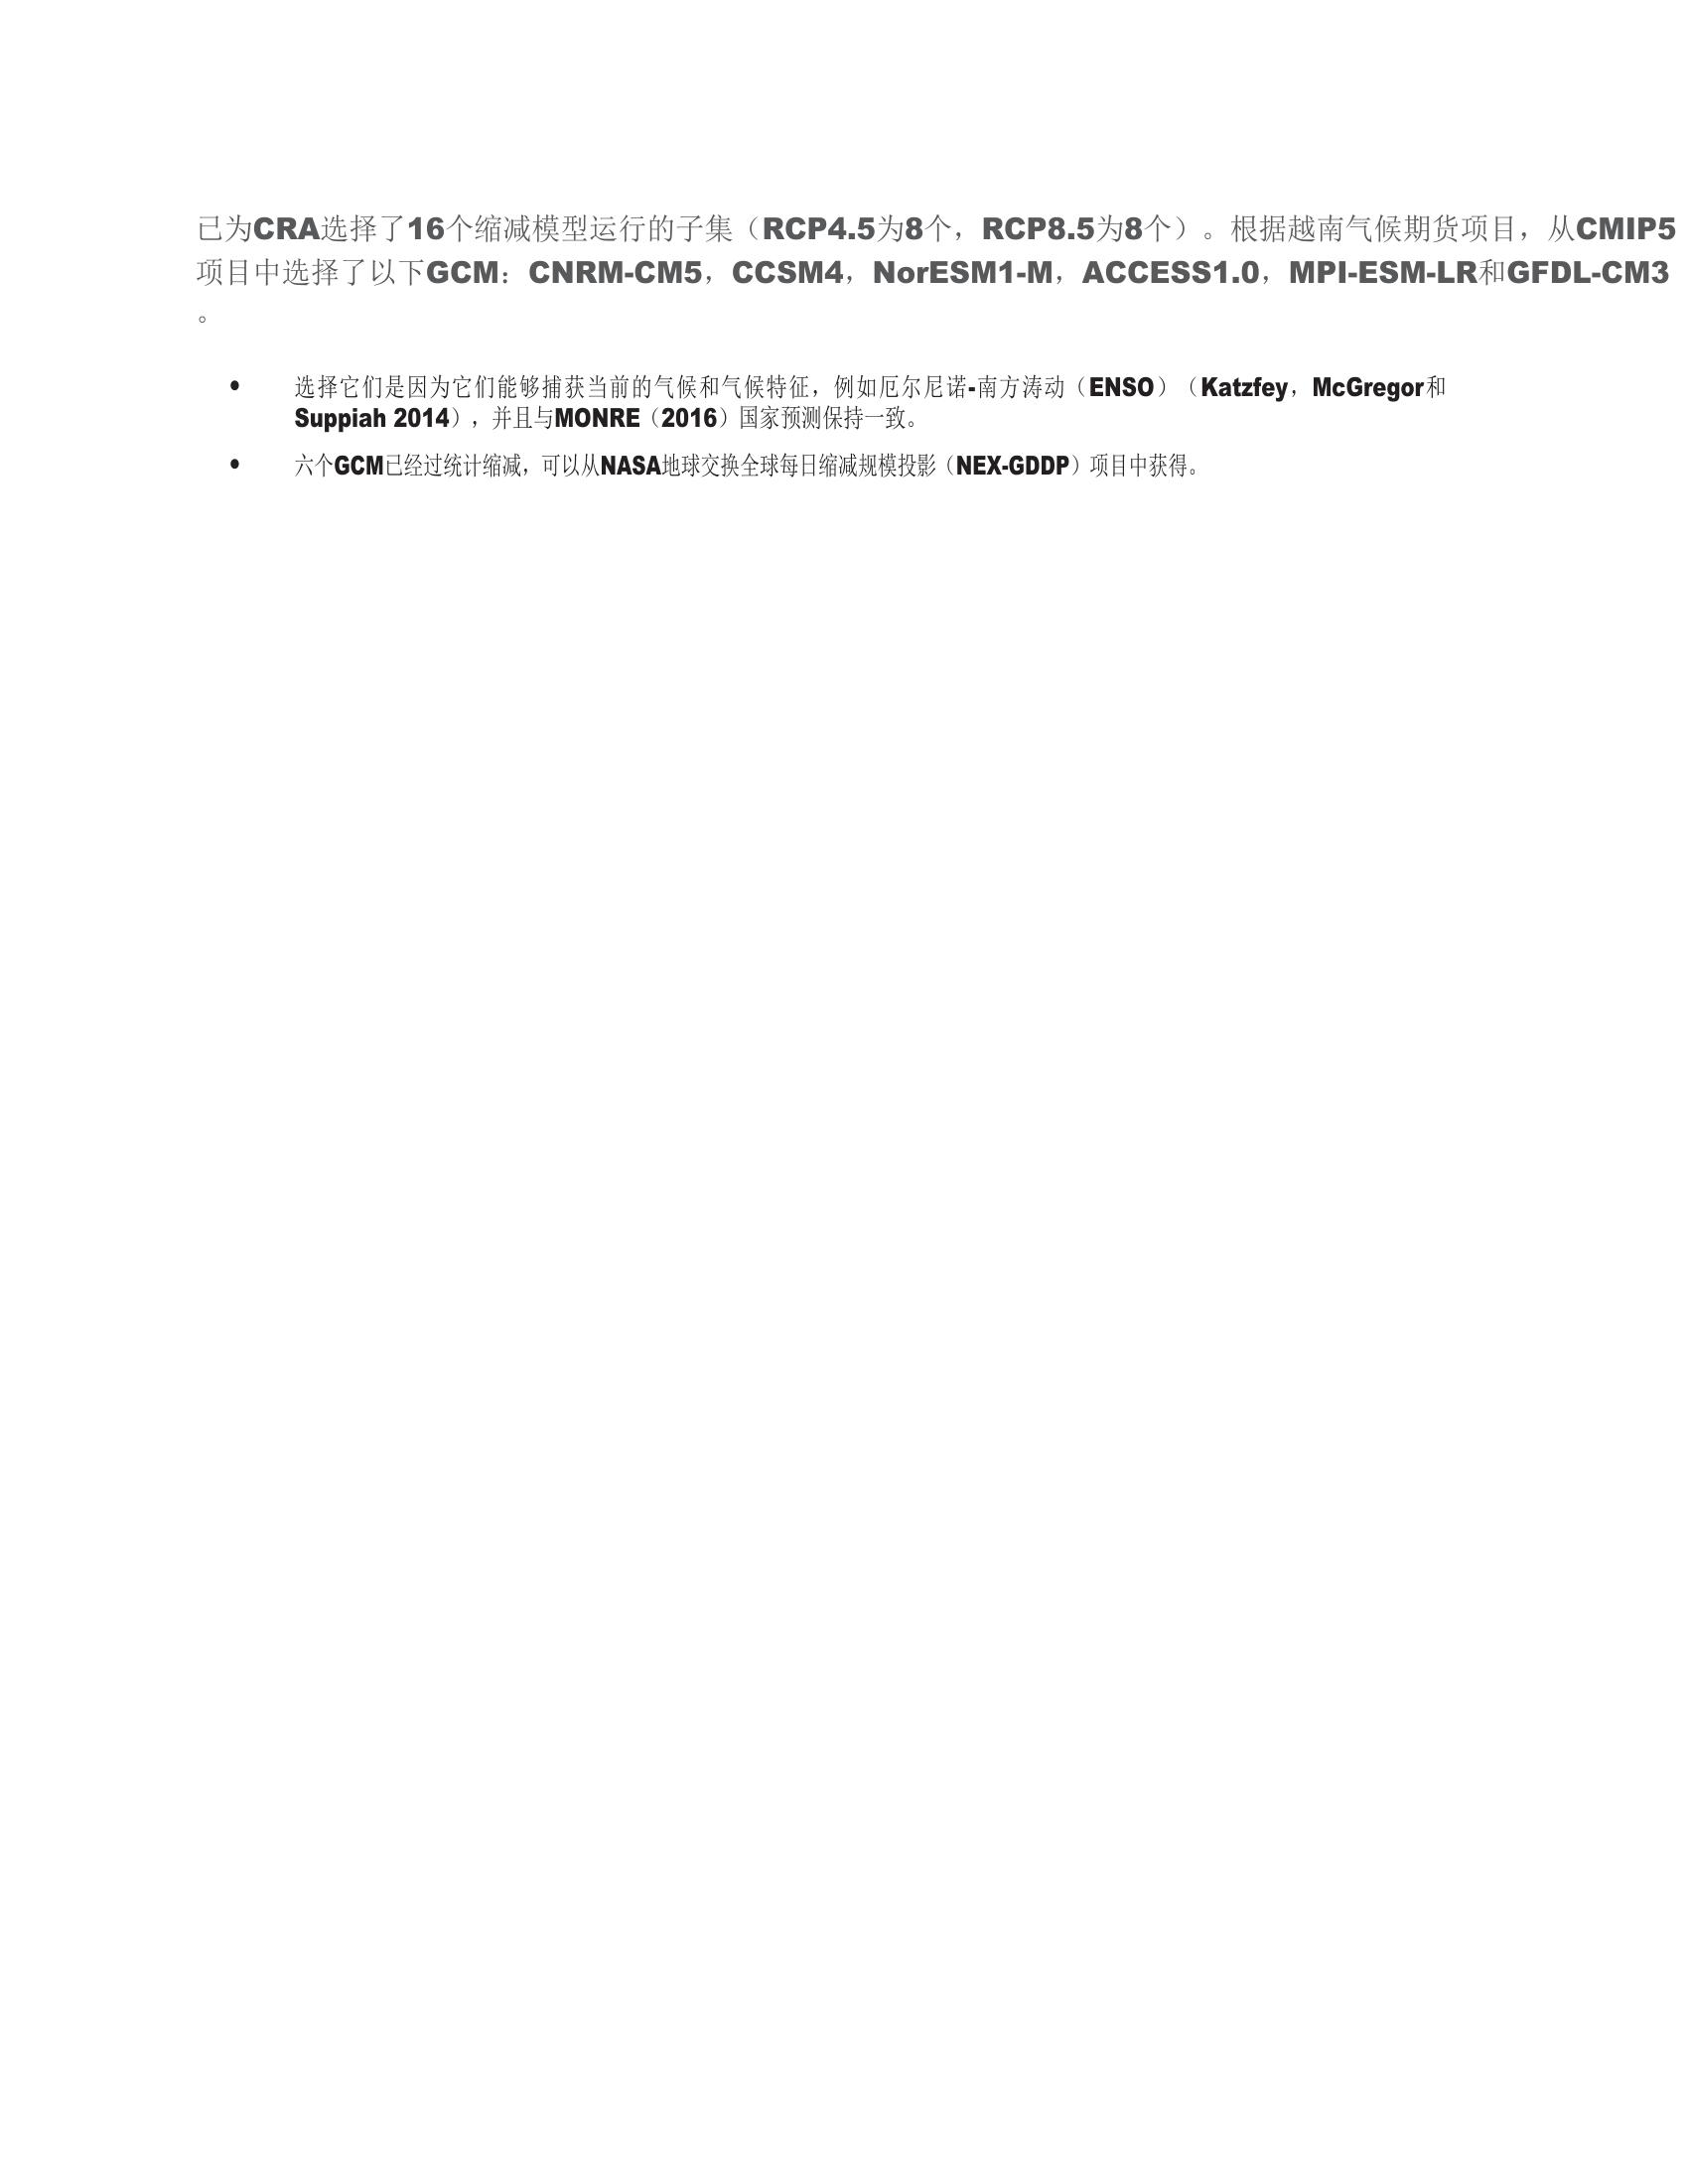 已为CRA选择了16个缩减模型运行的子集（RCP4.5为8个，RCP8.5为8个）。根据越南气候期货项目，从CMIP5
项目中选择了以下GCM：CNRM-CM5，CCSM4，NorESM1-M，ACCESS1.0，MPI-ESM-LR和GFDL-CM3
。
• 选择它们是因为它们能够捕获当前的气候和气候特征，例如厄尔尼诺-南方涛动（ENSO）（Katzfey，McGregor和
Suppiah 2014），并且与MONRE（2016）国家预测保持一致。
• 六个GCM已经过统计缩减，可以从NASA地球交换全球每日缩减规模投影（NEX-GDDP）项目中获得。